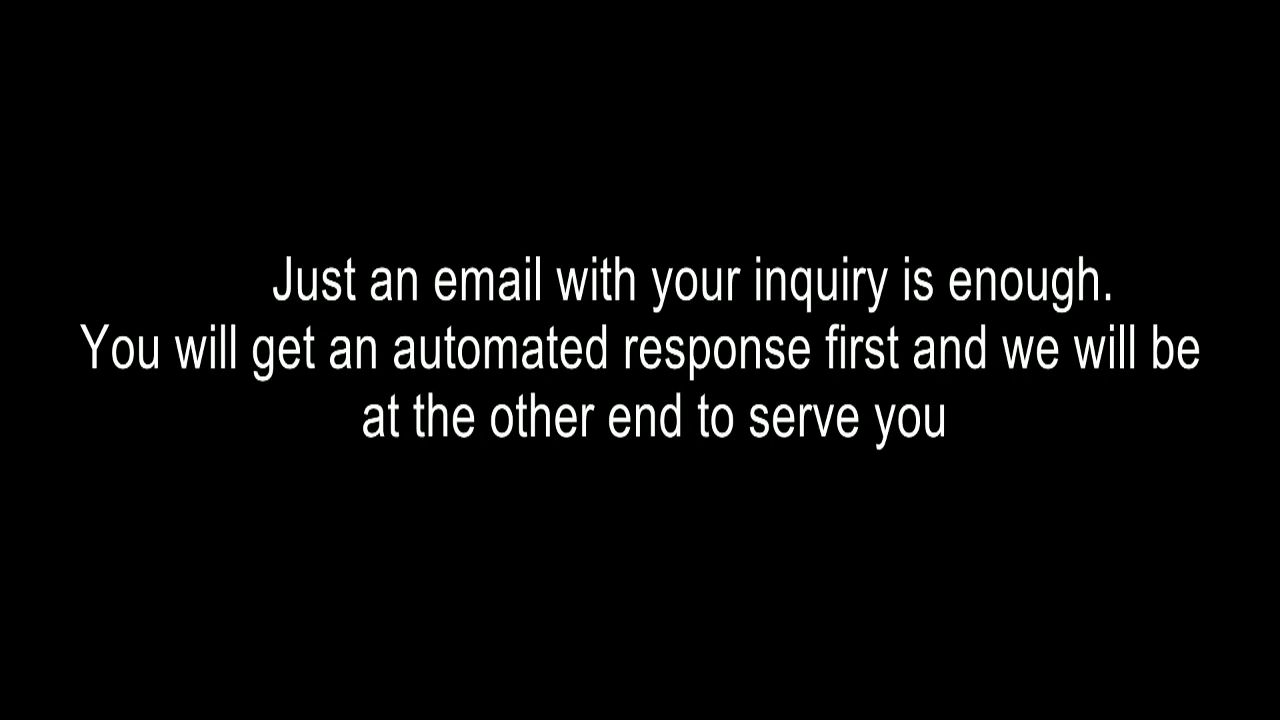 Just an email with your inquiry is enough.
You will get an automated response first and we will be
at the other end to serve you